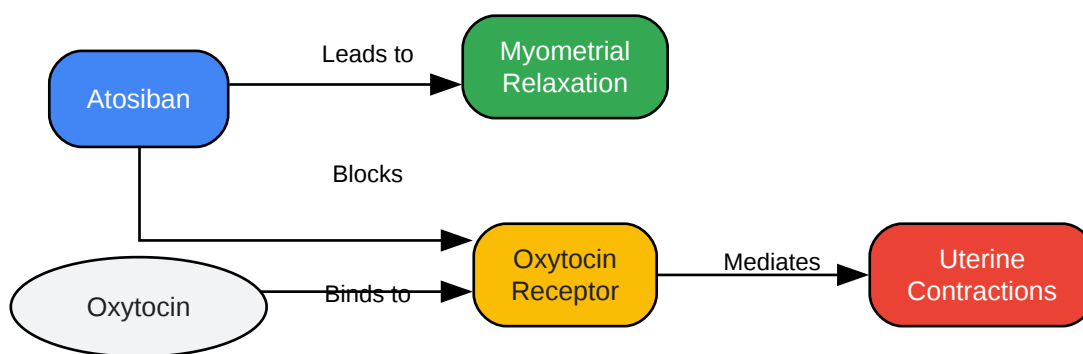 Leads to
Myometrial
Relaxation
Atosiban
Blocks
Oxytocin
Receptor
Mediates
Uterine
Contractions
Oxytocin
Binds to